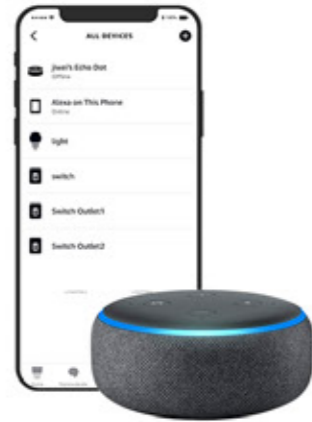 ALL DEVICES
Jiwei's Echo Dot
Offline
Alexa on This Phone
Online
light
switch
Switch Outlet1
Switch Outlet2